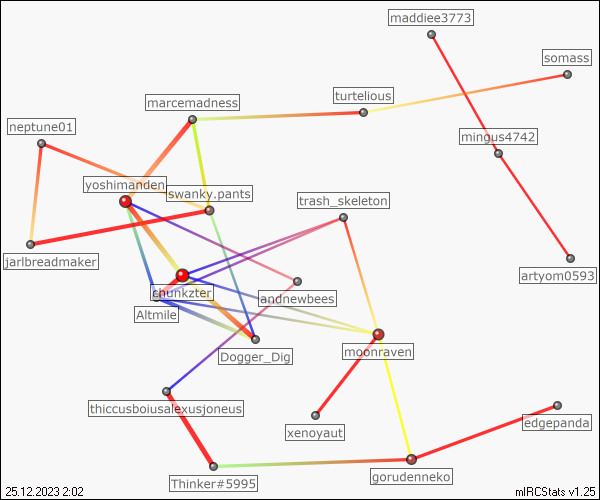 maddiee3773
somass
turtelious
marcemadness
neptune01
mingus4742
yoshimanden
swanky.pants
trash_skeleton
jarlbreadmaker
artyom0593
chunkzter
andnewbees
Altmile
moonraven
Dogger_Dig
thiccusboiusalexusjoneus
edgepanda
xenoyaut
gorudenneko
Thinker#5995
25.12.2023 2:02
mIRCStats v1.25